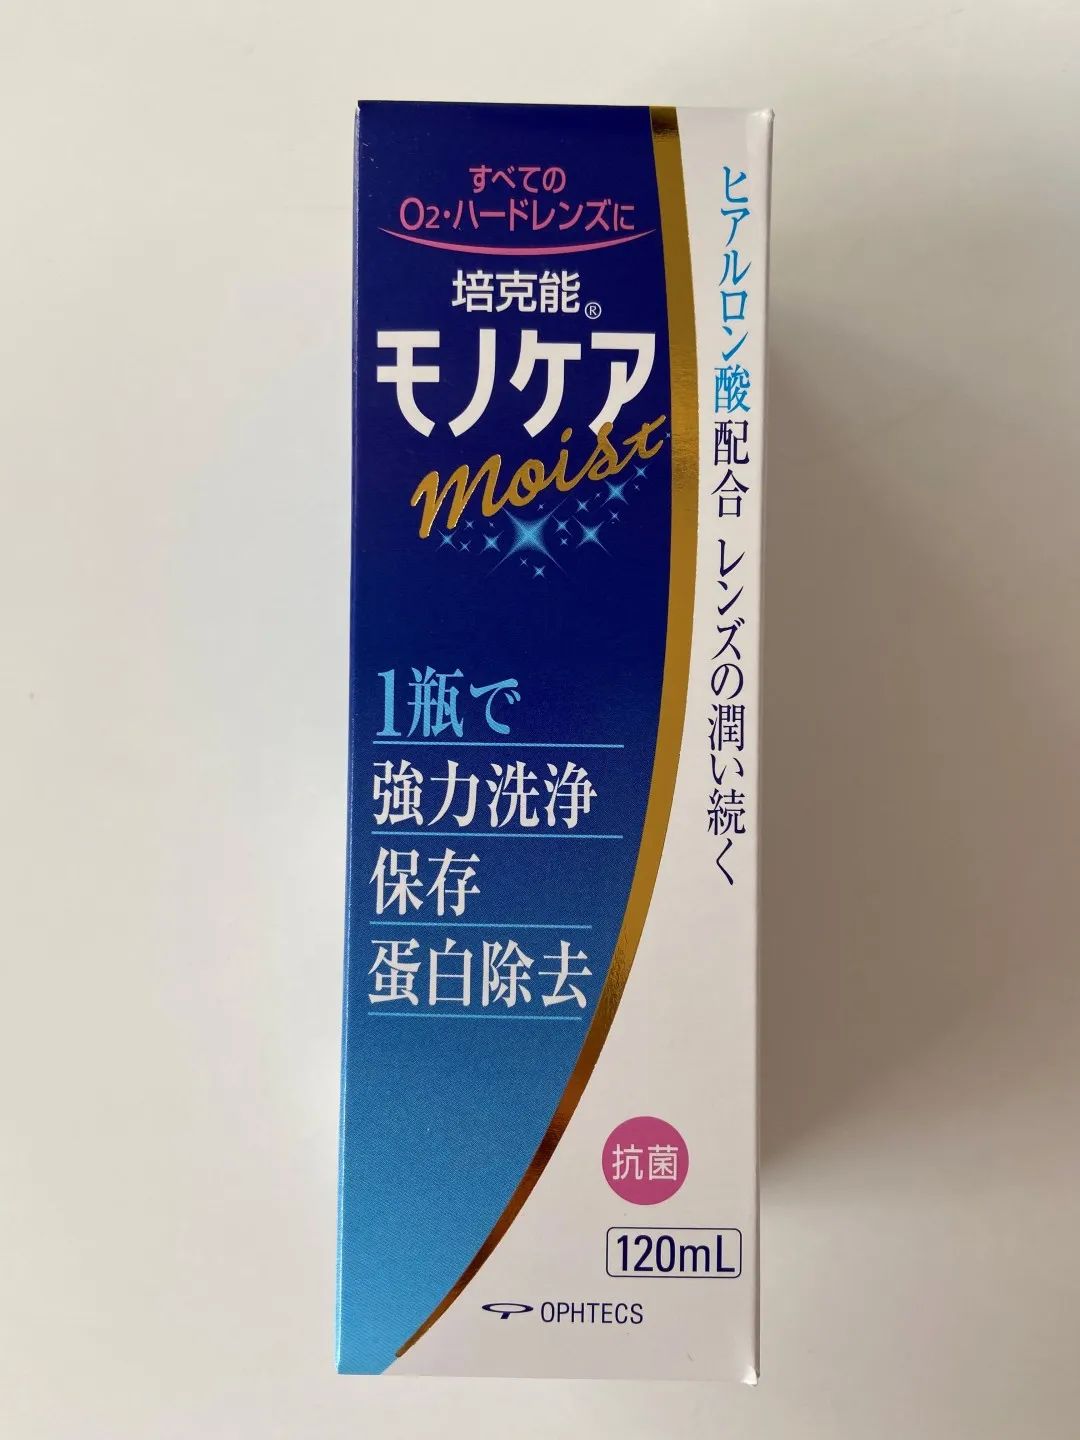 すべての
O2・ハードレンズに
培克能®
モノケア
moist
1瓶で
強力洗浄
保存
蛋白除去
ヒアルロン酸配合 レンズの潤い続く
抗菌
120mL
OPHTECS